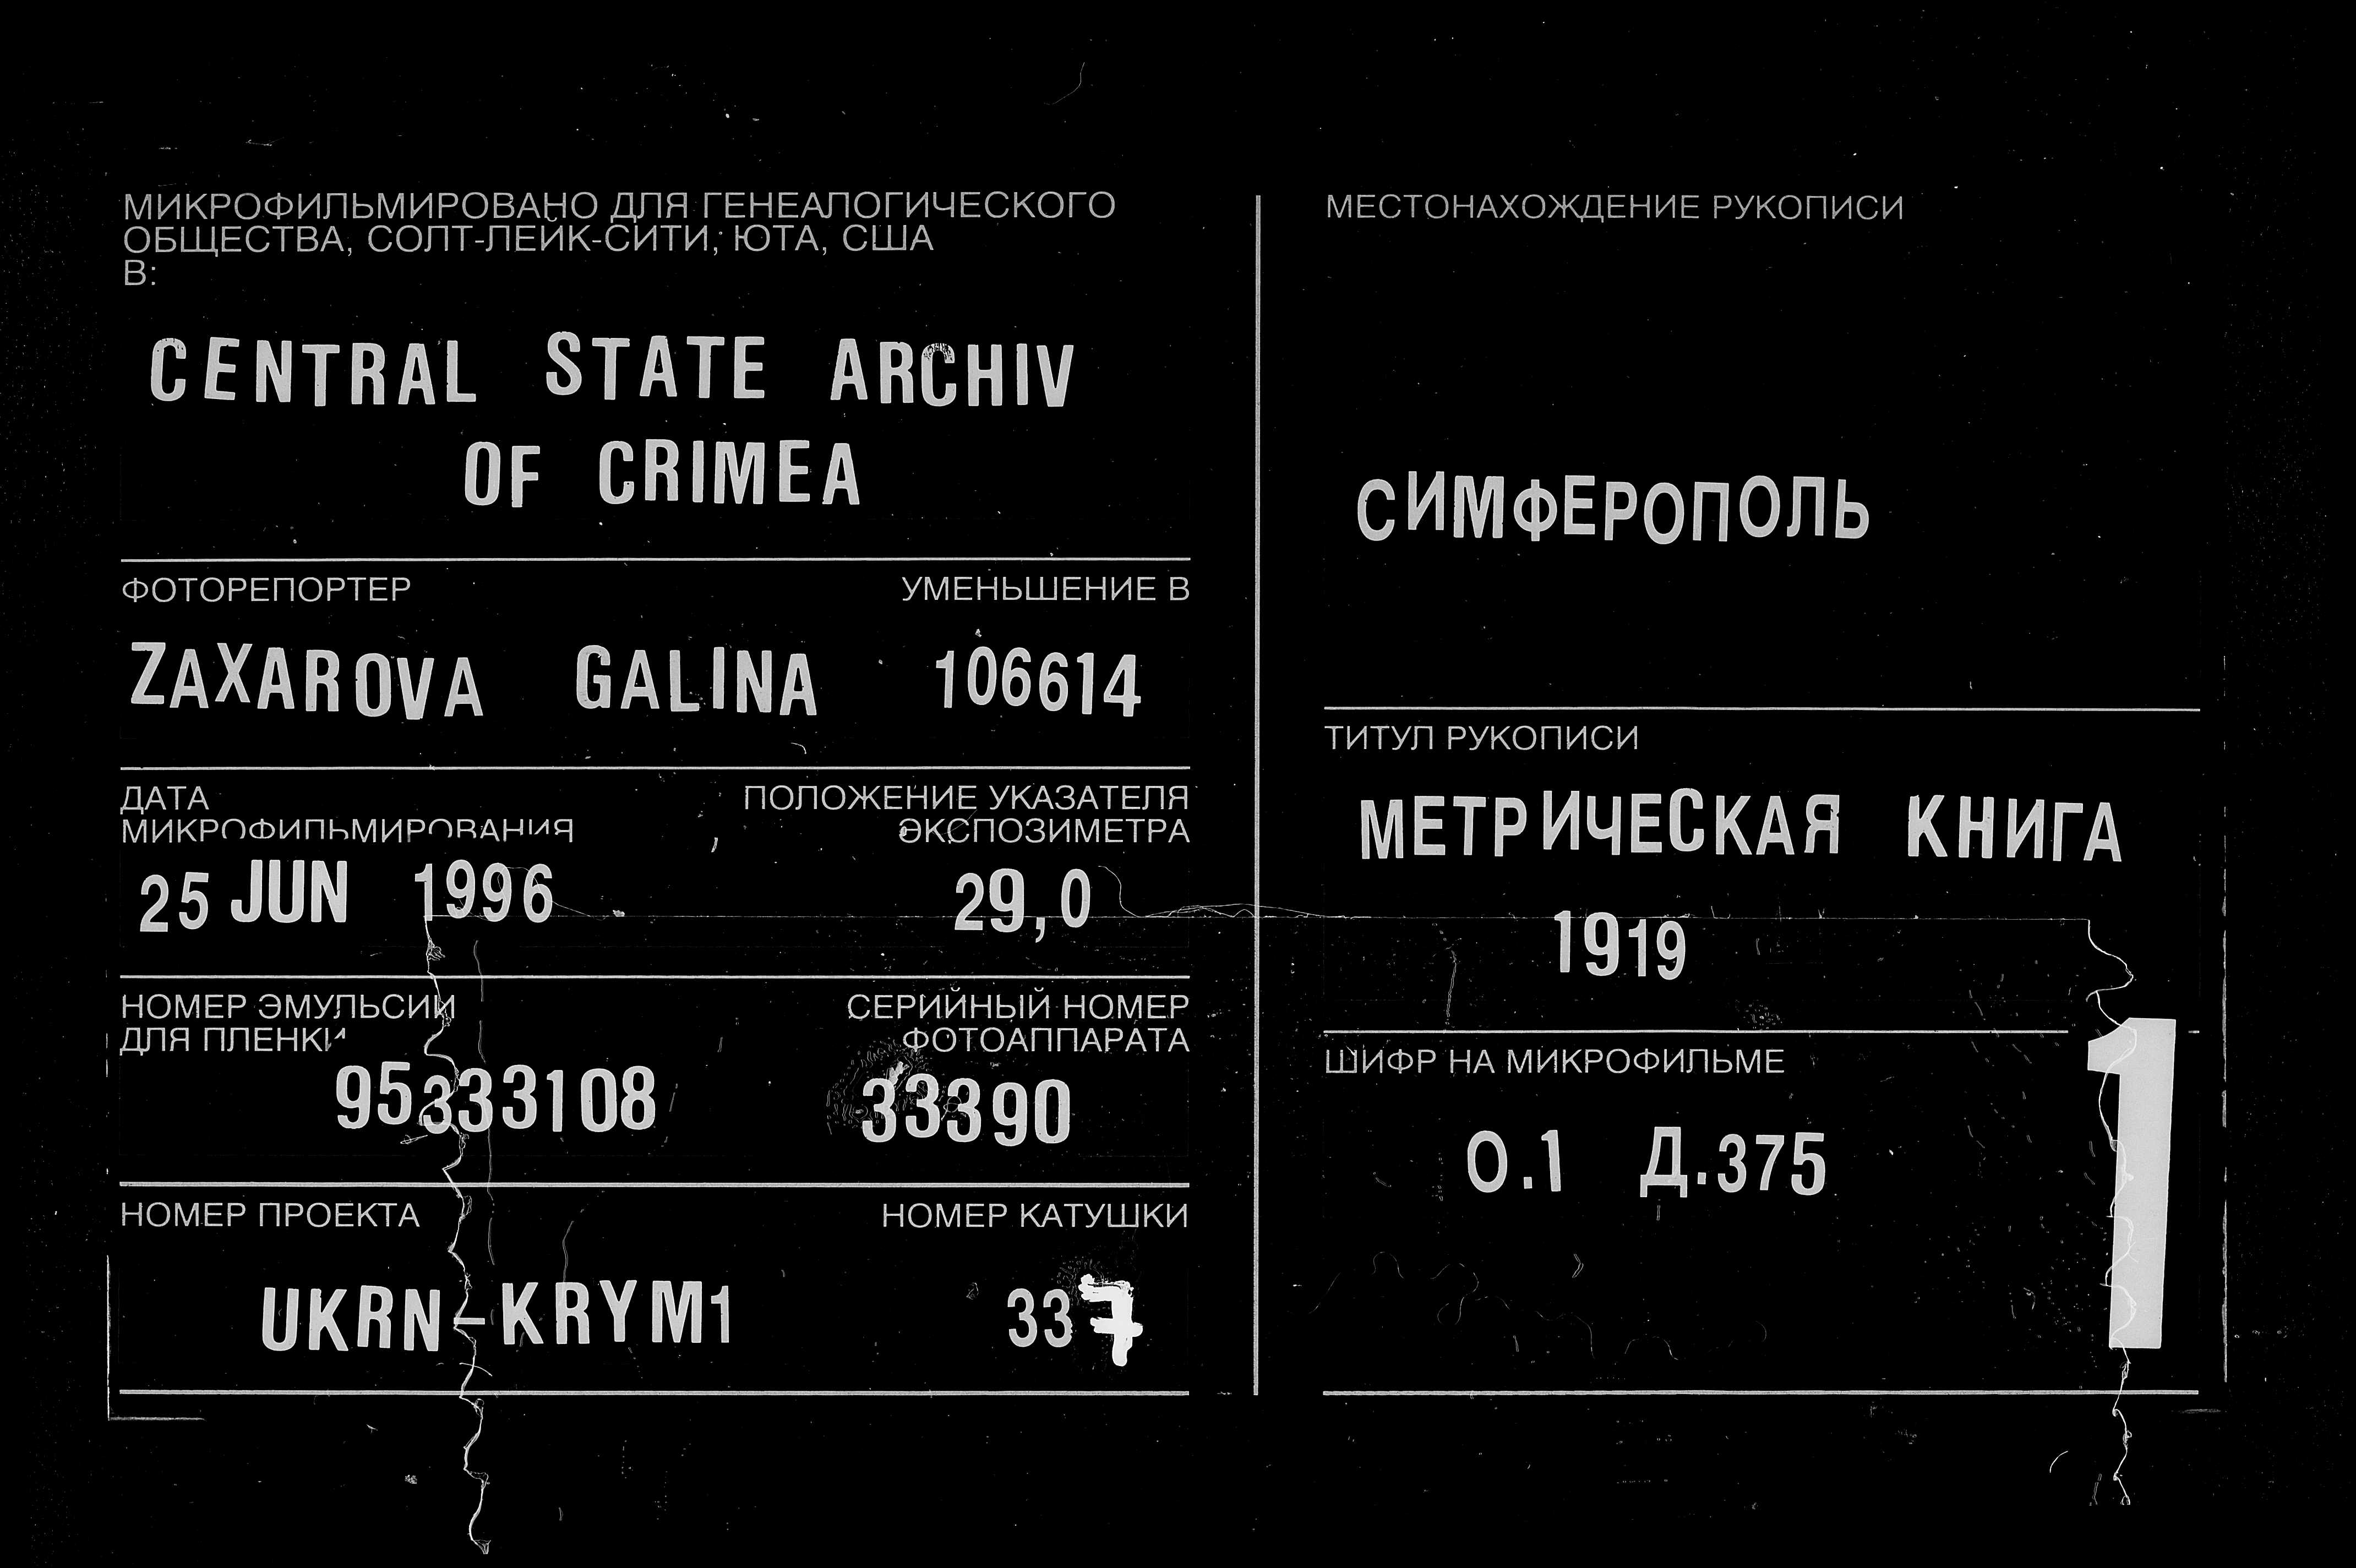 МИКРОФИЛЬМИРОВАНО ДЛЯ ГЕНЕАЛОГИЧЕСКОГО
ОБЩЕСТВА, СОЛТ-ЛЕЙК-СИТИ, ЮТА, США
В:
CENTRAL STATE ARCHIV
OF CRIMEA
ФОТОРЕПОРТЕР УМЕНЬШЕНИЕ В
ZAXAROVA GALINA 106614
ДАТА ПОЛОЖЕНИЕ УКАЗАТЕЛЯ
МИКРОФИЛЬМИРОВАНИЯ ЭКСПОЗИМЕТРА
25 JUN 1996 29,0
НОМЕР ЭМУЛЬСИИ СЕРИЙНЫЙ НОМЕР
ДЛЯ ПЛЕНКИ ФОТОАППАРАТА
95333108 33390
НОМЕР ПРОЕКТА НОМЕР КАТУШКИ
UKRN-KRYM1 337
МЕСТОНАХОЖДЕНИЕ РУКОПИСИ
СИМФЕРОПОЛЬ
ТИТУЛ РУКОПИСИ
МЕТРИЧЕСКАЯ КНИГА
1919
ШИФР НА МИКРОФИЛЬМЕ
О.1 Д.375
1